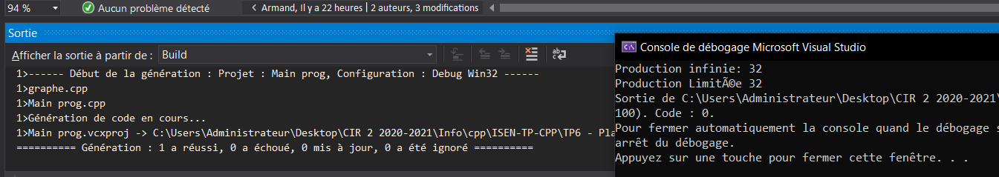 94 %
Aucun problème détecté
Armand, Il y a 22 heures | 2 auteurs, 3 modifications
Sortie
Afficher la sortie à partir de :
Build
1>------ Début de la génération : Projet : Main prog, Configuration : Debug Win32 ------
1>graphe.cpp
1>Main prog.cpp
1>Génération de code en cours...
1>Main prog.vcxproj -> C:\Users\Administrateur\Desktop\CIR 2 2020-2021\Info\cpp\ISEN-TP-CPP\TP6 - Pla
========== Génération : 1 a réussi, 0 a échoué, 0 mis à jour, 0 a été ignoré ==========
Console de débogage Microsoft Visual Studio
Production infinie: 32
Production LimitÃ©e 32
Sortie de C:\Users\Administrateur\Desktop\CIR 2 2020-2021\
100). Code : 0.
Pour fermer automatiquement la console quand le débogage s
arrêt du débogage.
Appuyez sur une touche pour fermer cette fenêtre. . .